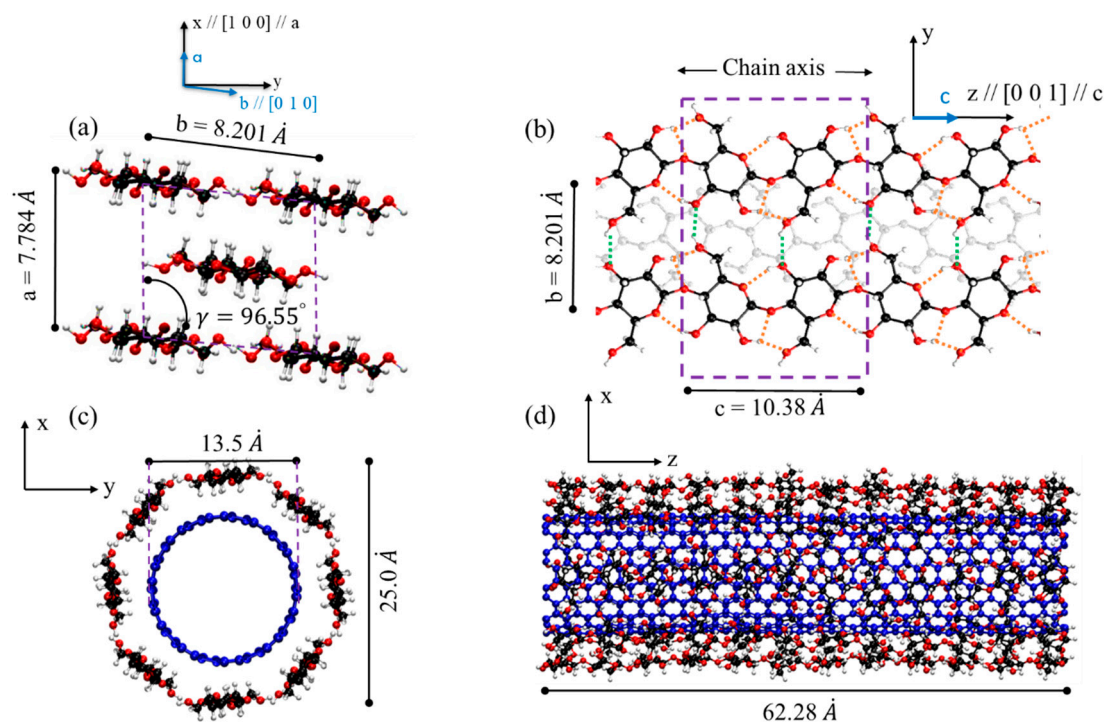 x // [1 0 0] // a
a
y
b // [0 1 0]
(a)
b = 8.201 Å
a = 7.784 Å
γ = 96.55°
(b)
Chain axis
y
c
z // [0 0 1] // c
b = 8.201 Å
c = 10.38 Å
(c)
x
y
13.5 Å
25.0 Å
(d)
x
z
62.28 Å